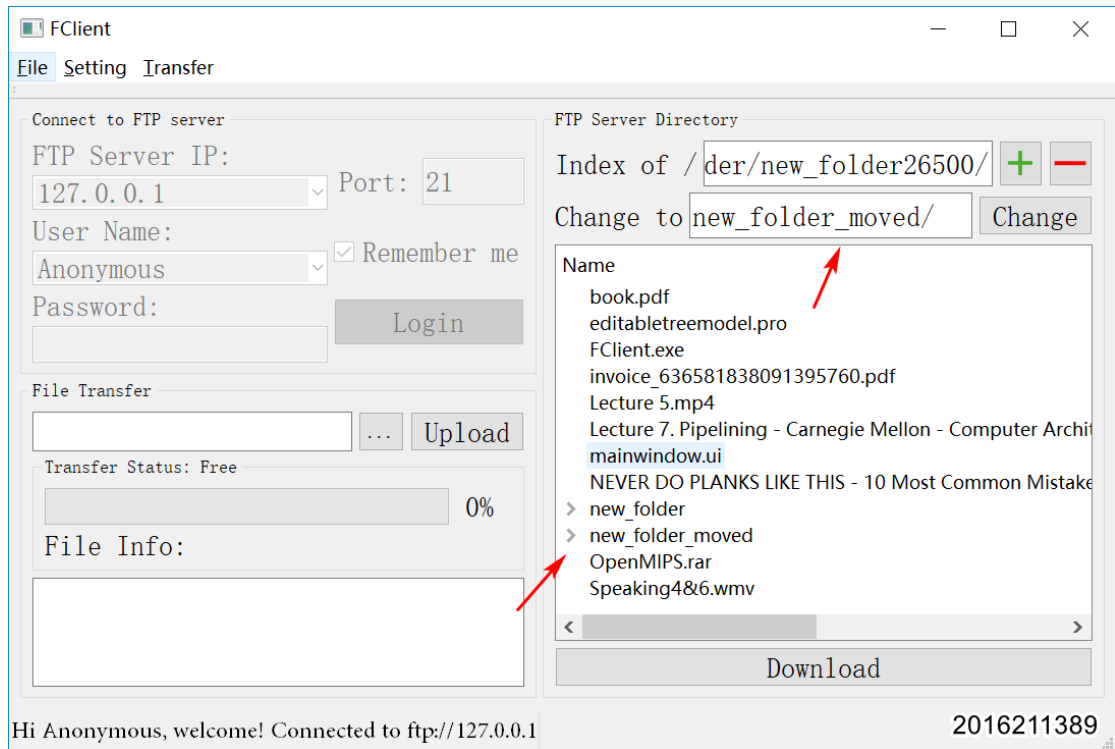 FClient
File Setting Transfer
Connect to FTP server
FTP Server IP:
127.0.0.1
Port: 21
User Name:
Anonymous
Remember me
Password:
Login
File Transfer
... Upload
Transfer Status: Free
0%
File Info:
FTP Server Directory
Index of / der/new_folder26500/
Change to new_folder_moved/ Change
Name
book.pdf
editabletreemodel.pro
FClient.exe
invoice_636581838091395760.pdf
Lecture 5.mp4
Lecture 7. Pipelining - Carnegie Mellon - Computer Archit
mainwindow.ui
NEVER DO PLANKS LIKE THIS - 10 Most Common Mistake
new_folder
new_folder_moved
OpenMIPS.rar
Speaking4&6.wmv
Download
Hi Anonymous, welcome! Connected to ftp://127.0.0.1
2016211389